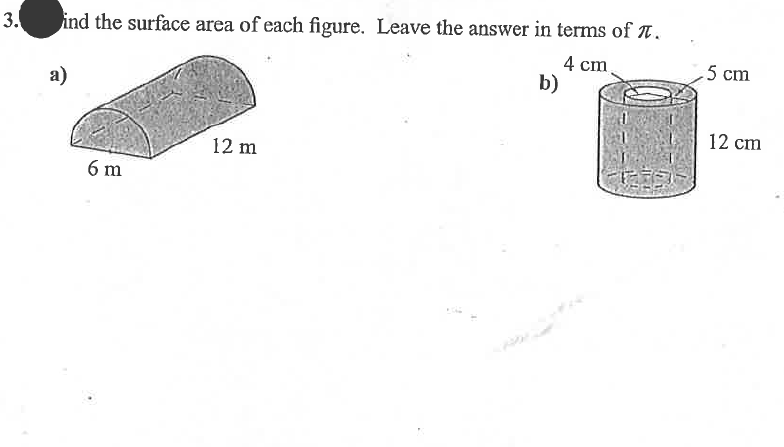 3. ind the surface area of each figure. Leave the answer in terms of π.
a)
12 m
6 m
b)
4 cm
5 cm
12 cm